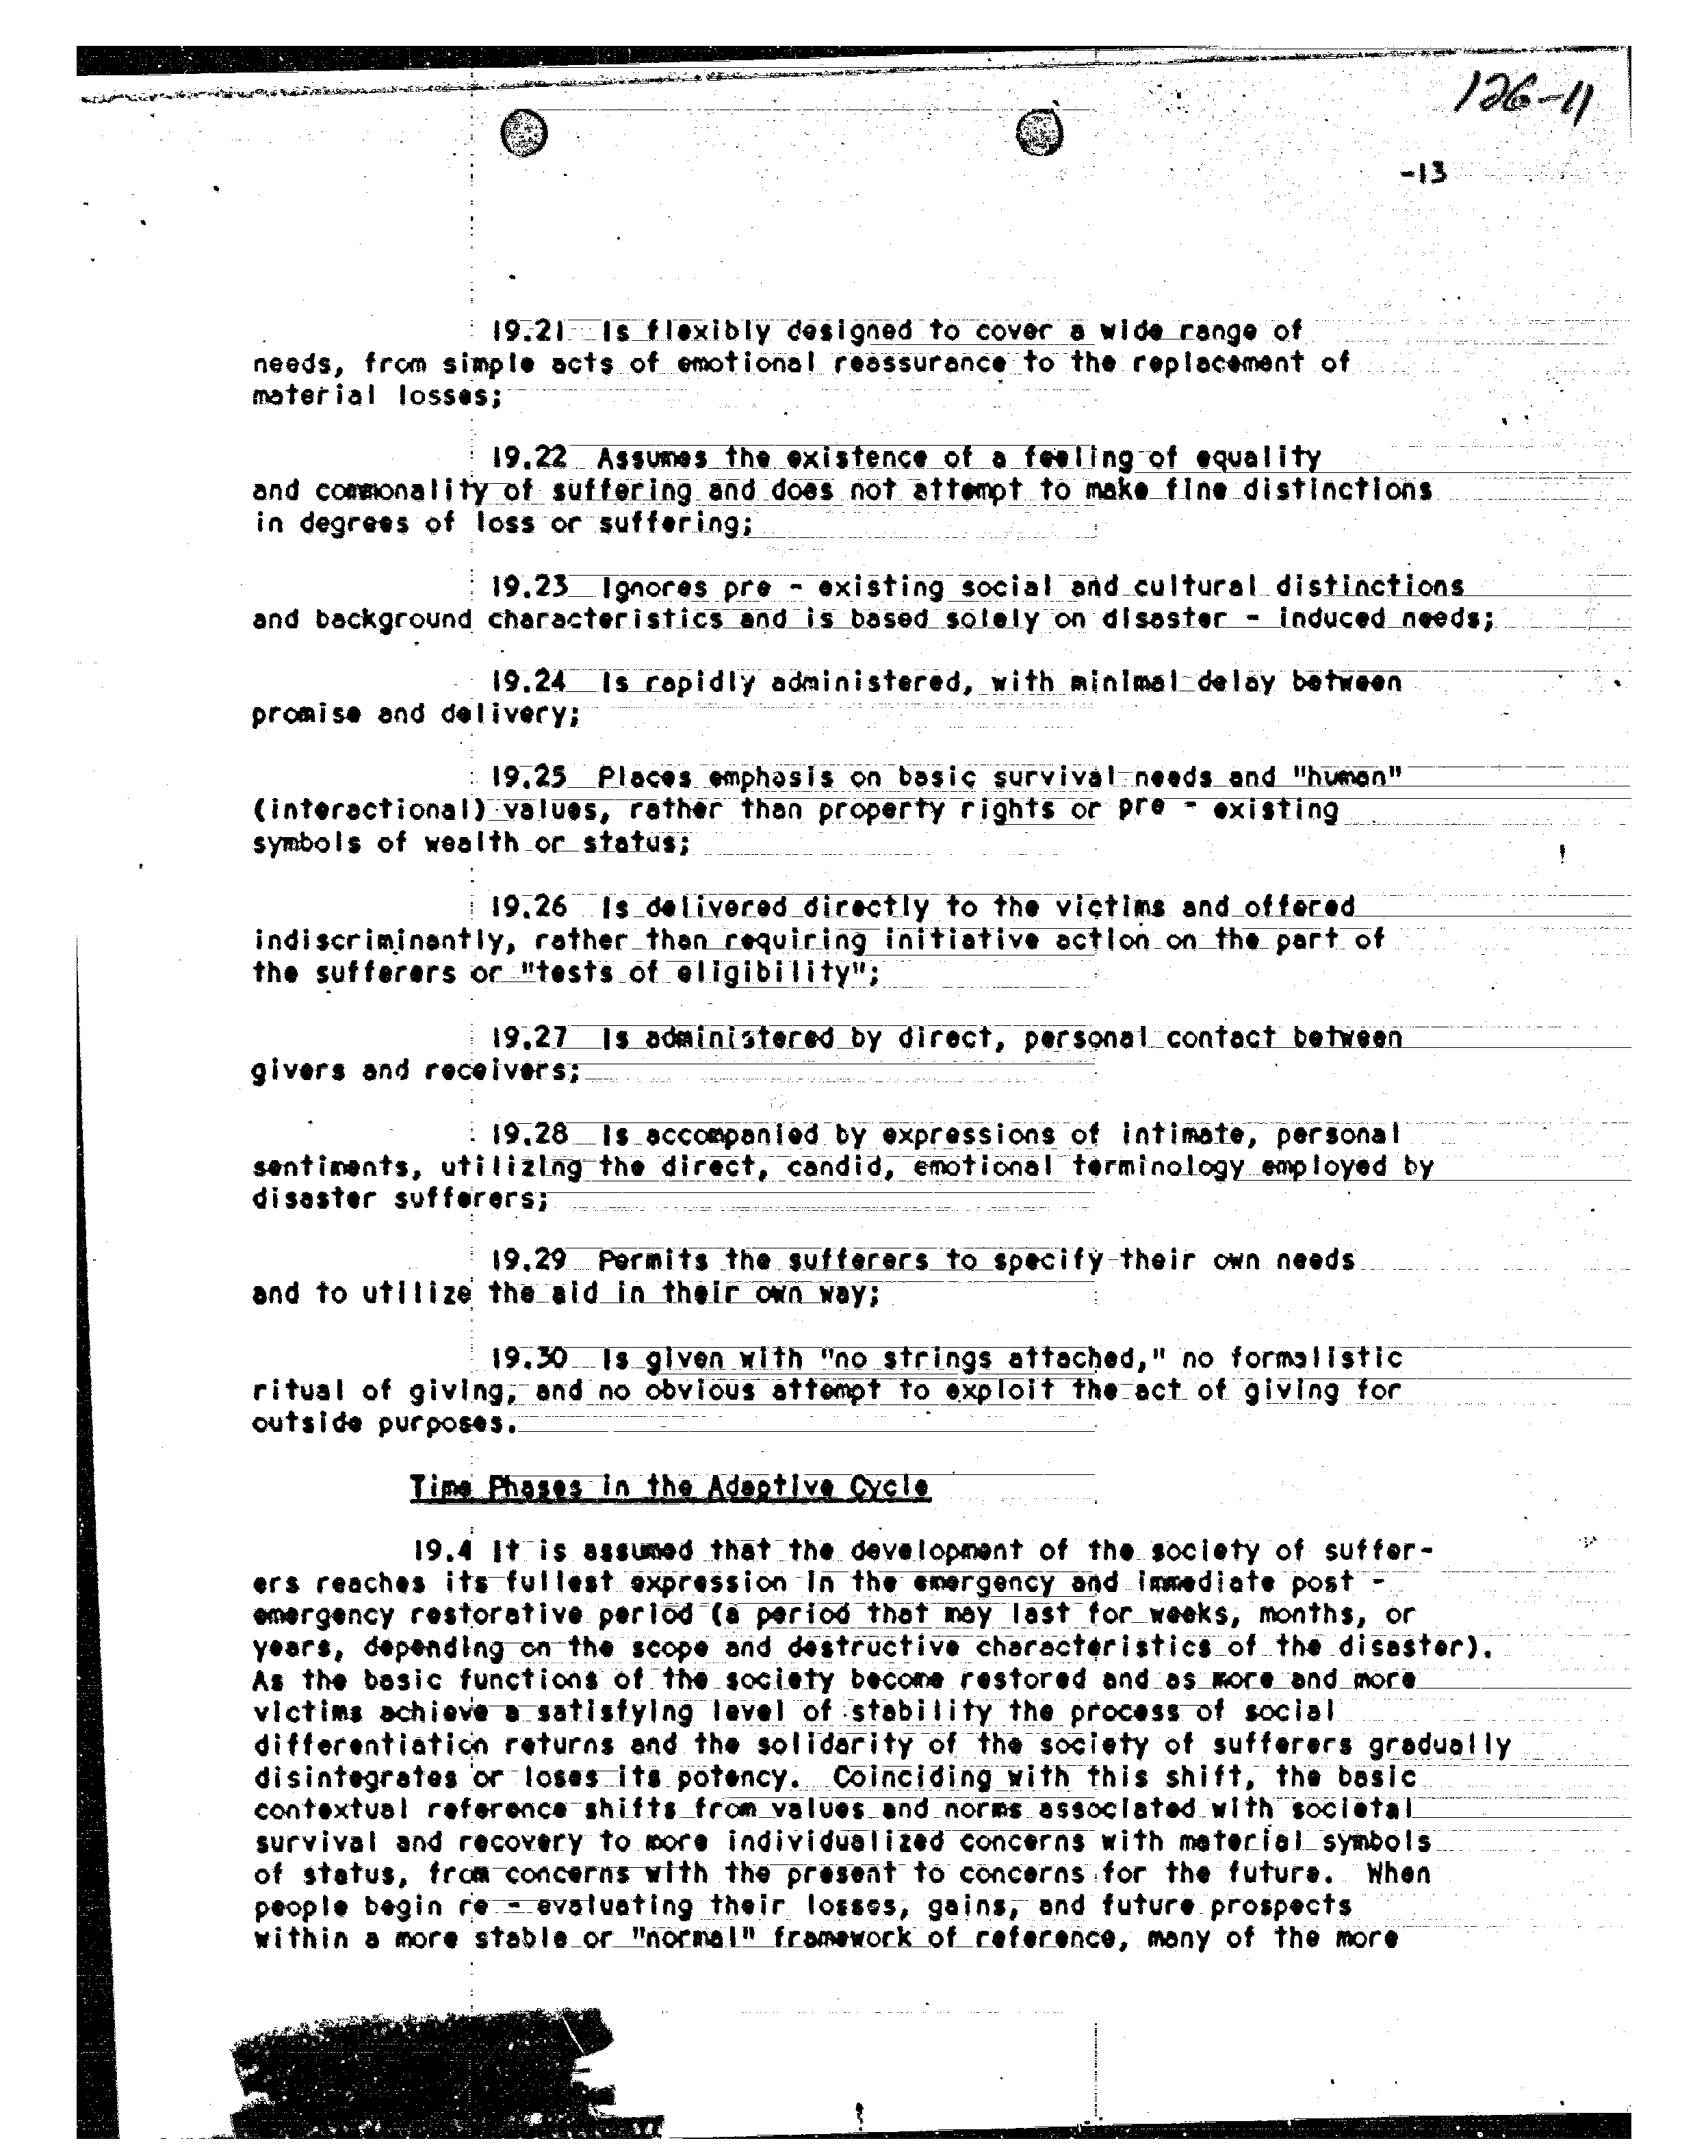 126-11
-13
19.21 Is flexibly designed to cover a wide range of
needs, from simple acts of emotional reassurance to the replacement of
material losses;
19.22 Assumes the existence of a feeling of equality
and commonality of suffering and does not attempt to make fine distinctions
in degrees of loss or suffering;
19.23 Ignores pre - existing social and cultural distinctions
and background characteristics and is based solely on disaster - induced needs;
19.24 Is rapidly administered, with minimal delay between
promise and delivery;
19.25 Places emphasis on basic survival needs and "human"
(interactional) values, rather than property rights or pre - existing
symbols of wealth or status;
19.26 Is delivered directly to the victims and offered
indiscriminantly, rather than requiring initiative action on the part of
the sufferers or "tests of eligibility";
19.27 Is administered by direct, personal contact between
givers and receivers;
19.28 Is accompanied by expressions of intimate, personal
sentiments, utilizing the direct, candid, emotional terminology employed by
disaster sufferers;
19.29 Permits the sufferers to specify their own needs
and to utilize the aid in their own way;
19.30 Is given with "no strings attached," no formalistic
ritual of giving, and no obvious attempt to exploit the act of giving for
outside purposes.
Time Phases in the Adaptive Cycle
19.4 It is assumed that the development of the society of suffer-
ers reaches its fullest expression in the emergency and immediate post -
emergency restorative period (a period that may last for weeks, months, or
years, depending on the scope and destructive characteristics of the disaster).
As the basic functions of the society become restored and as more and more
victims achieve a satisfying level of stability the process of social
differentiation returns and the solidarity of the society of sufferers gradually
disintegrates or loses its potency. Coinciding with this shift, the basic
contextual reference shifts from values and norms associated with societal
survival and recovery to more individualized concerns with material symbols
of status, from concerns with the present to concerns for the future. When
people begin re - evaluating their losses, gains, and future prospects
within a more stable or "normal" framework of reference, many of the more